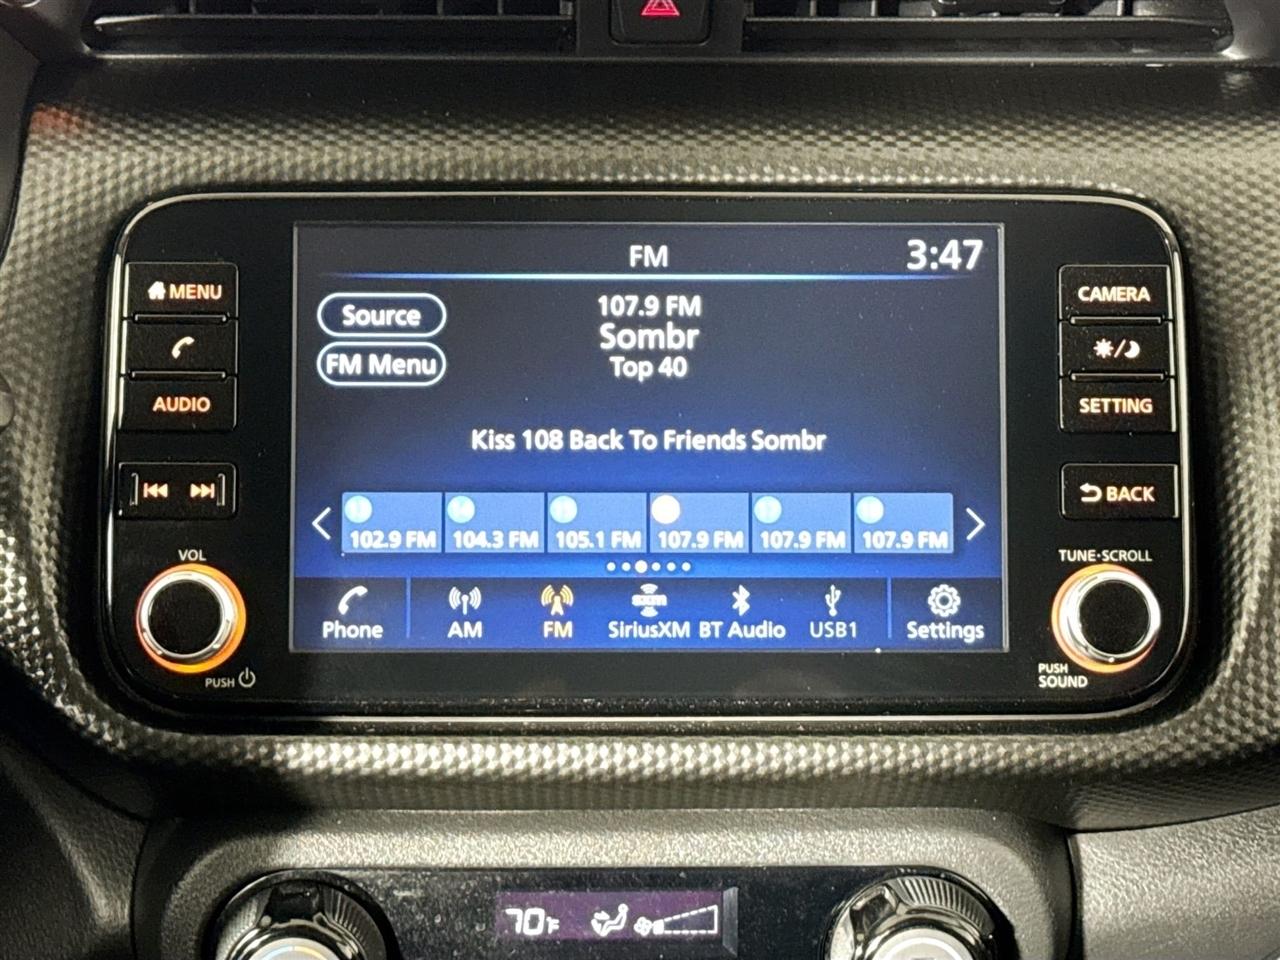 FM
3:47
MENU
AUDIO
VOL
PUSH
Source
FM Menu
107.9 FM
Sombr
Top 40
Kiss 108 Back To Friends Sombr
102.9 FM
104.3 FM
105.1 FM
107.9 FM
107.9 FM
107.9 FM
Phone
AM
FM
SiriusXM
BT Audio
USB1
Settings
CAMERA
SETTING
BACK
TUNE·SCROLL
PUSH
SOUND
70°F